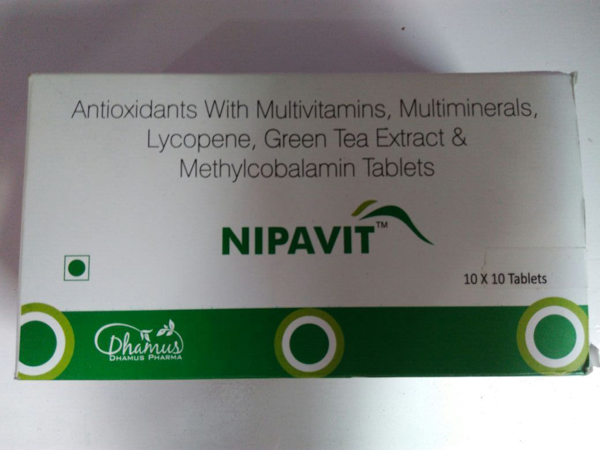 Antioxidants With Multivitamins, Multiminerals,
Lycopene, Green Tea Extract &
Methylcobalamin Tablets
NIPAVIT™
10 X 10 Tablets
Dhamus
DHAMUS PHARMA